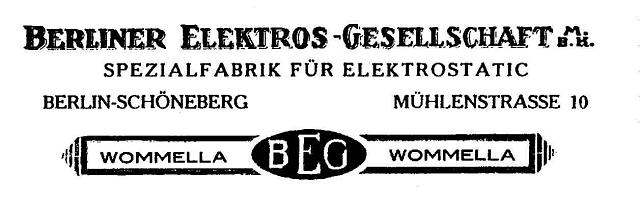 BERLINER ELEKTROS-GESELLSCHAFT M.B.H.
SPEZIALFABRIK FÜR ELEKTROSTATIC
BERLIN-SCHÖNEBERG MÜHLENSTRASSE 10
WOMMELLA BEG WOMMELLA